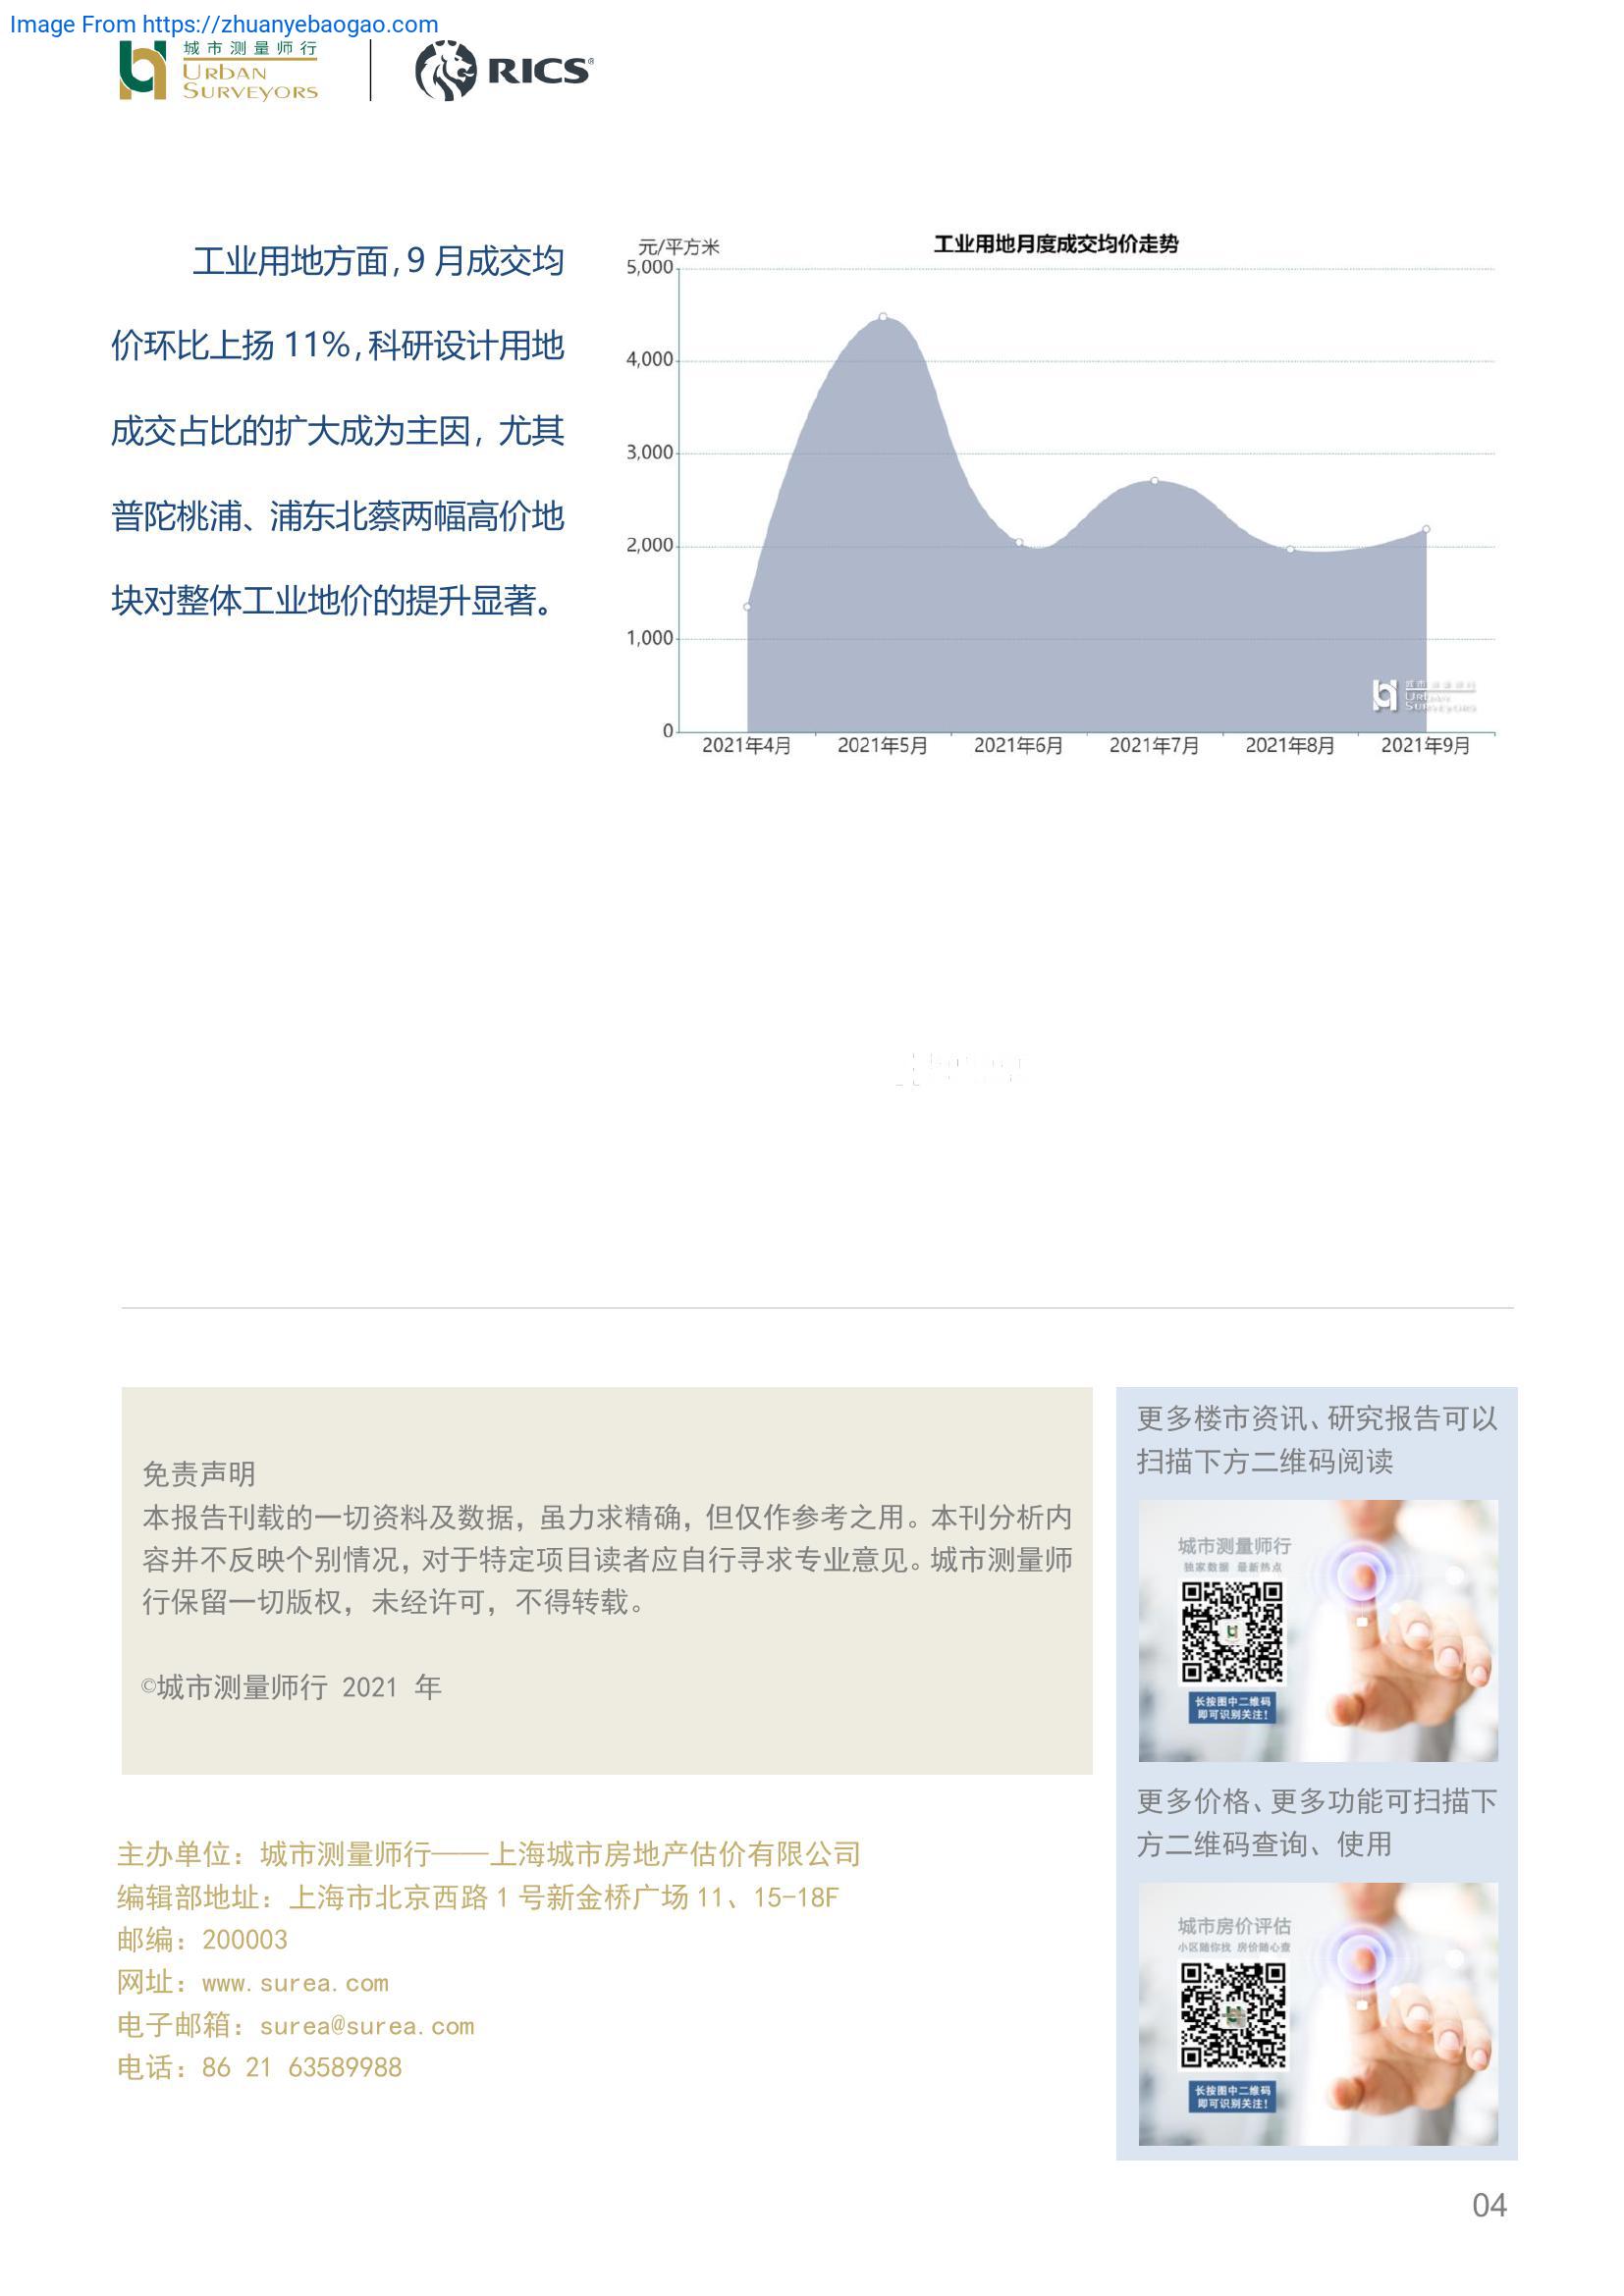 Image From https://zhuanyebaogao.com
城市测量师行
URBAN
SURVEYORS
RICS®
工业用地方面,9 月成交均
价环比上扬 11%,科研设计用地
成交占比的扩大成为主因，尤其
普陀桃浦、浦东北蔡两幅高价地
块对整体工业地价的提升显著。
工业用地月度成交均价走势
元/平方米
5,000
4,000
3,000
2,000
1,000
0
2021年4月 2021年5月 2021年6月 2021年7月 2021年8月 2021年9月
城市测量师行
URBAN
SURVEYORS
免责声明
本报告刊载的一切资料及数据，虽力求精确，但仅作参考之用。本刊分析内
容并不反映个别情况，对于特定项目读者应自行寻求专业意见。城市测量师
行保留一切版权，未经许可，不得转载。
©城市测量师行 2021 年
主办单位：城市测量师行——上海城市房地产估价有限公司
编辑部地址：上海市北京西路 1 号新金桥广场 11、15-18F
邮编：200003
网址：www.surea.com
电子邮箱：surea@surea.com
电话：86 21 63589988
更多楼市资讯、研究报告可以
扫描下方二维码阅读
城市测量师行
独家数据 最新热点
长按图中二维码
即可识别关注!
更多价格、更多功能可扫描下
方二维码查询、使用
城市房价评估
小区随你找 房价随心查
长按图中二维码
即可识别关注!
04